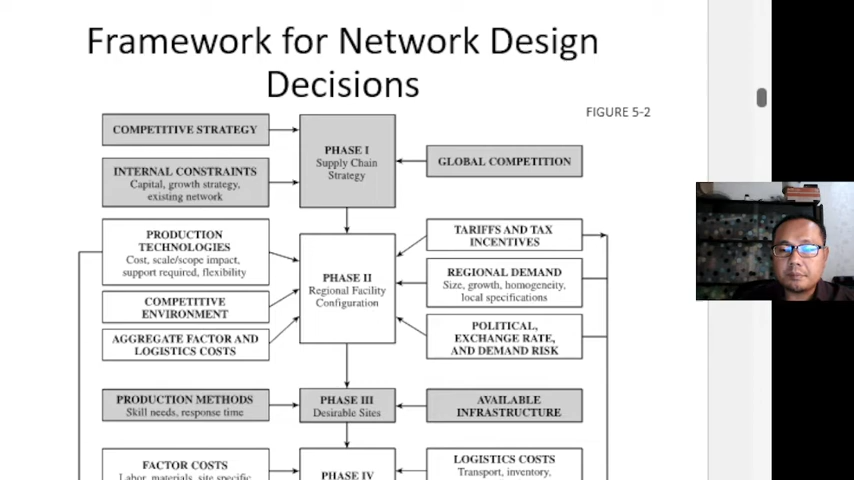 Framework for Network Design
Decisions
FIGURE 5-2
COMPETITIVE STRATEGY
INTERNAL CONSTRAINTS
Capital, growth strategy,
existing network
PHASE I
Supply Chain
Strategy
GLOBAL COMPETITION
PRODUCTION
TECHNOLOGIES
Cost, scale/scope impact,
support required, flexibility
COMPETITIVE
ENVIRONMENT
AGGREGATE FACTOR AND
LOGISTICS COSTS
PHASE II
Regional Facility
Configuration
TARIFFS AND TAX
INCENTIVES
REGIONAL DEMAND
Size, growth, homogeneity,
local specifications
POLITICAL,
EXCHANGE RATE,
AND DEMAND RISK
PRODUCTION METHODS
Skill needs, response time
PHASE III
Desirable Sites
AVAILABLE
INFRASTRUCTURE
FACTOR COSTS
Labor, materials, site specific
PHASE IV
LOGISTICS COSTS
Transport, inventory,